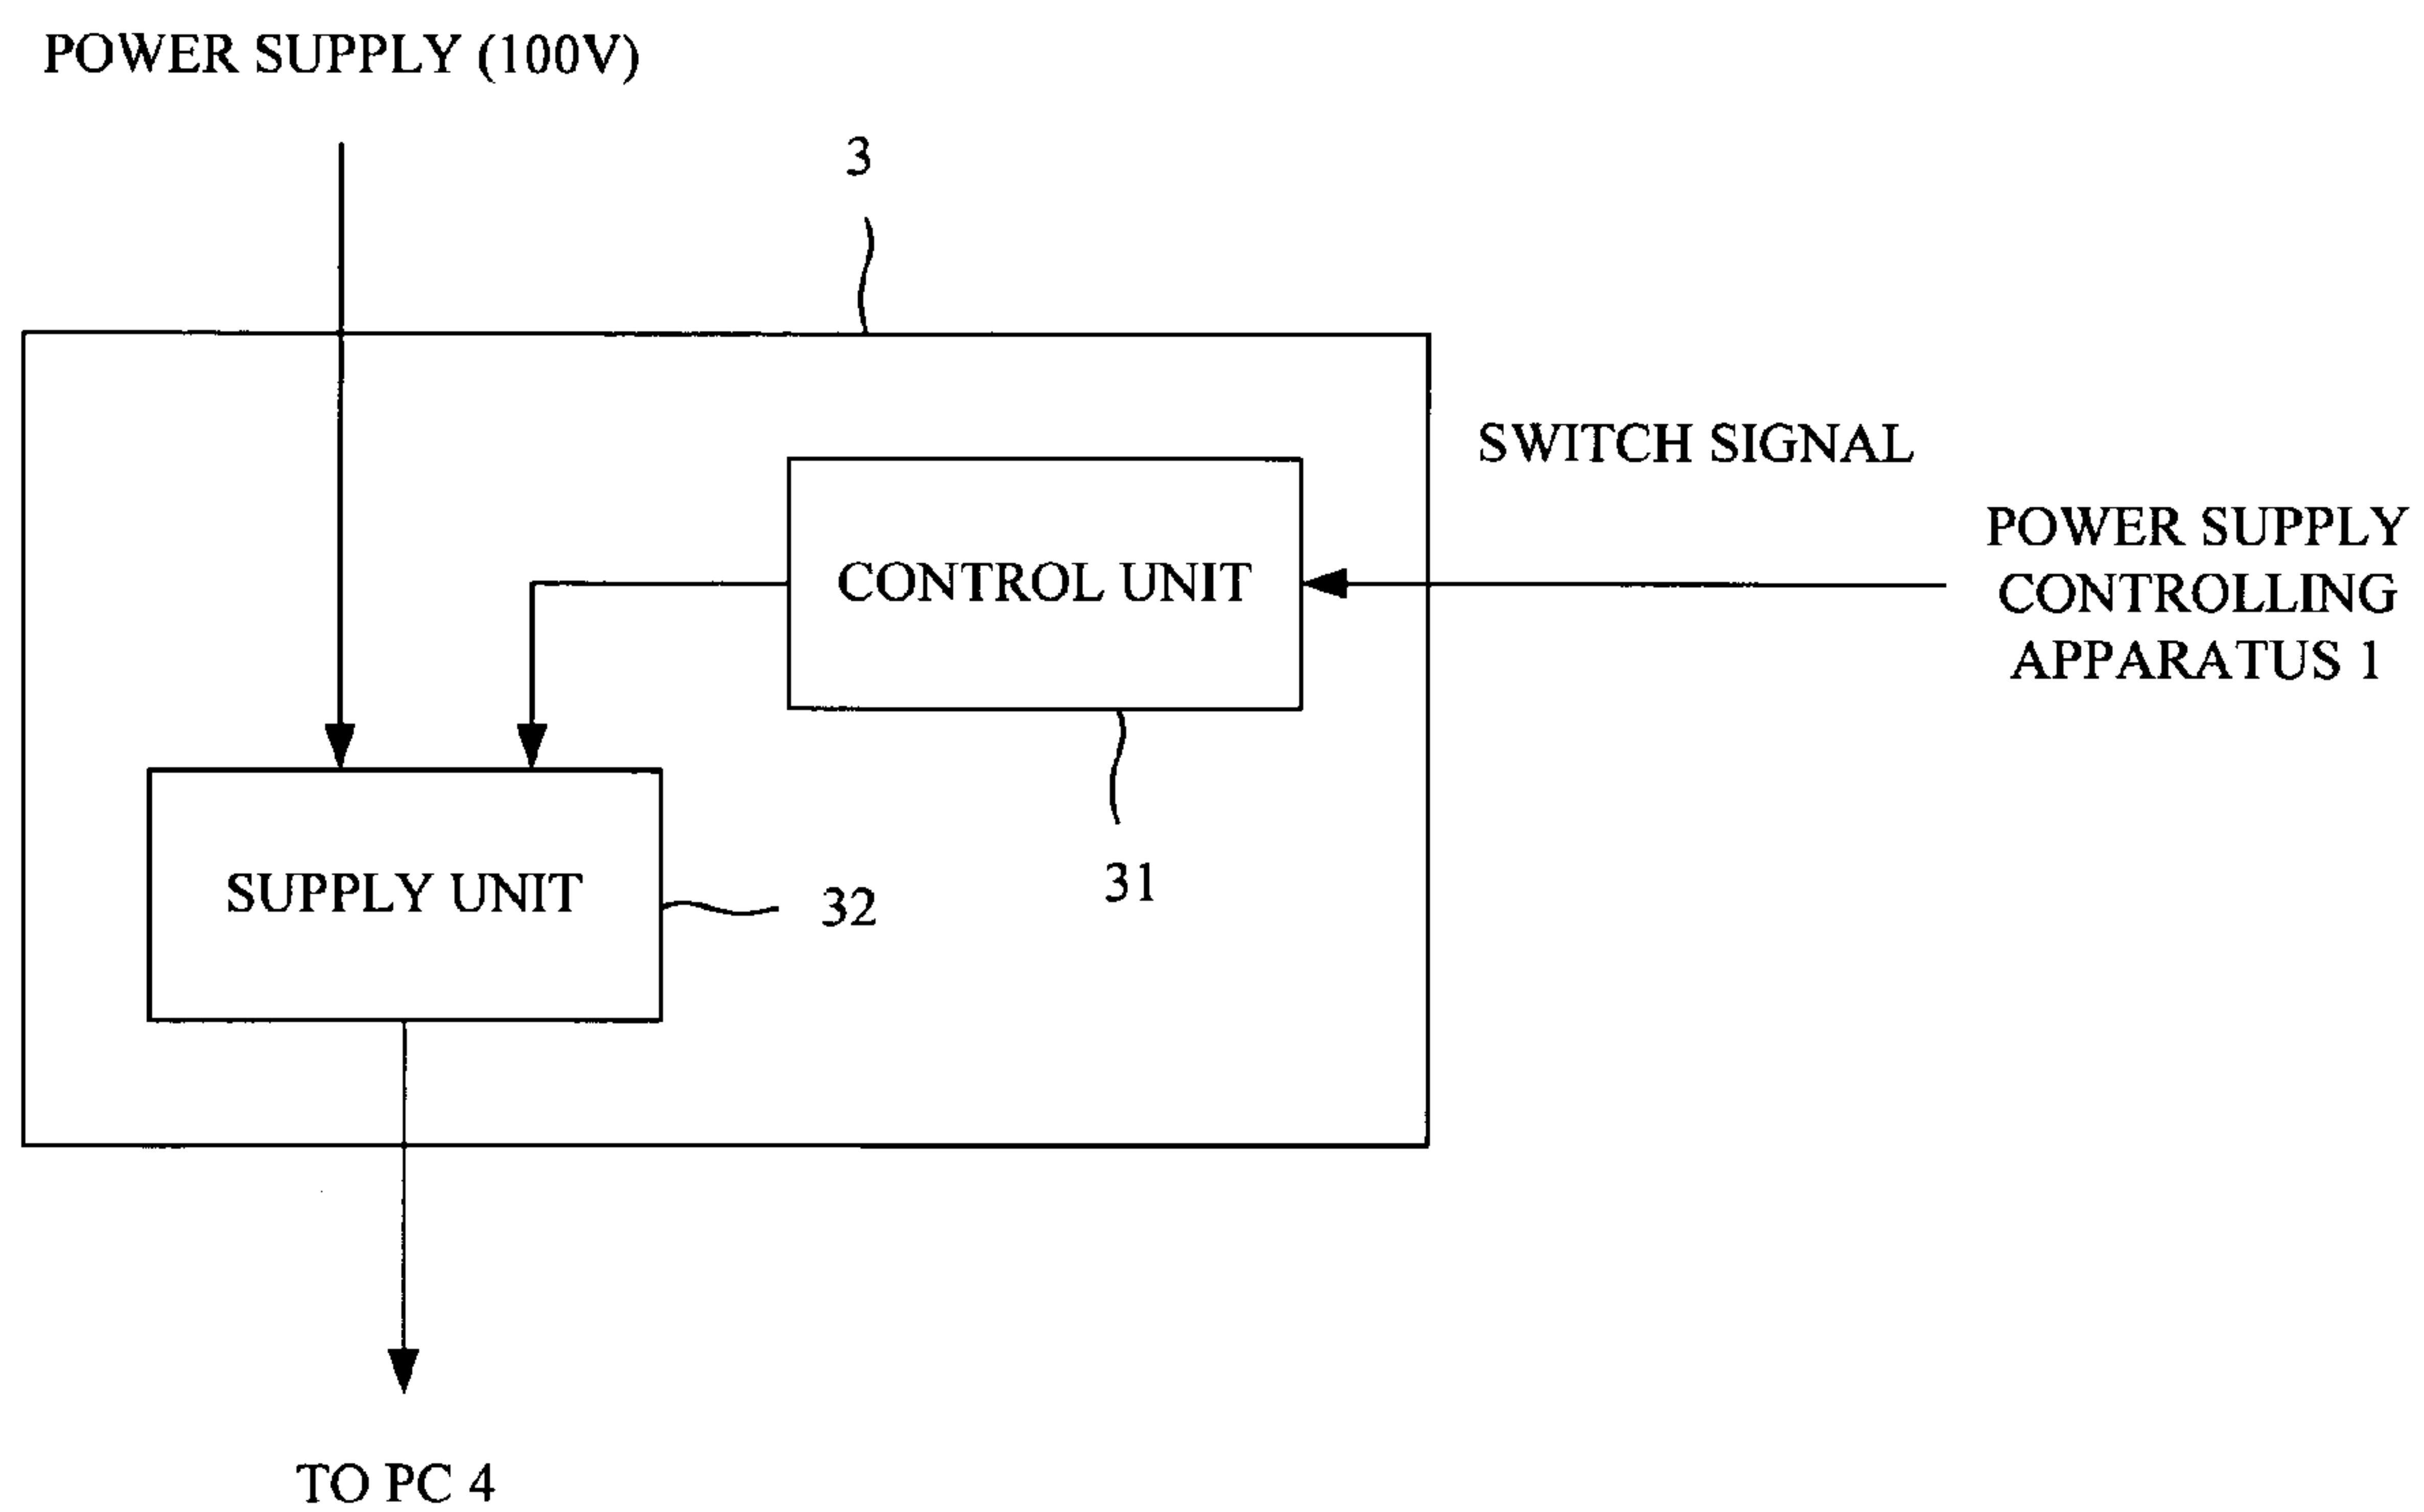 POWER SUPPLY (100V)
3
SWITCH SIGNAL
POWER SUPPLY
CONTROLLING
APPARATUS 1
CONTROL UNIT
31
SUPPLY UNIT
32
TO PC 4